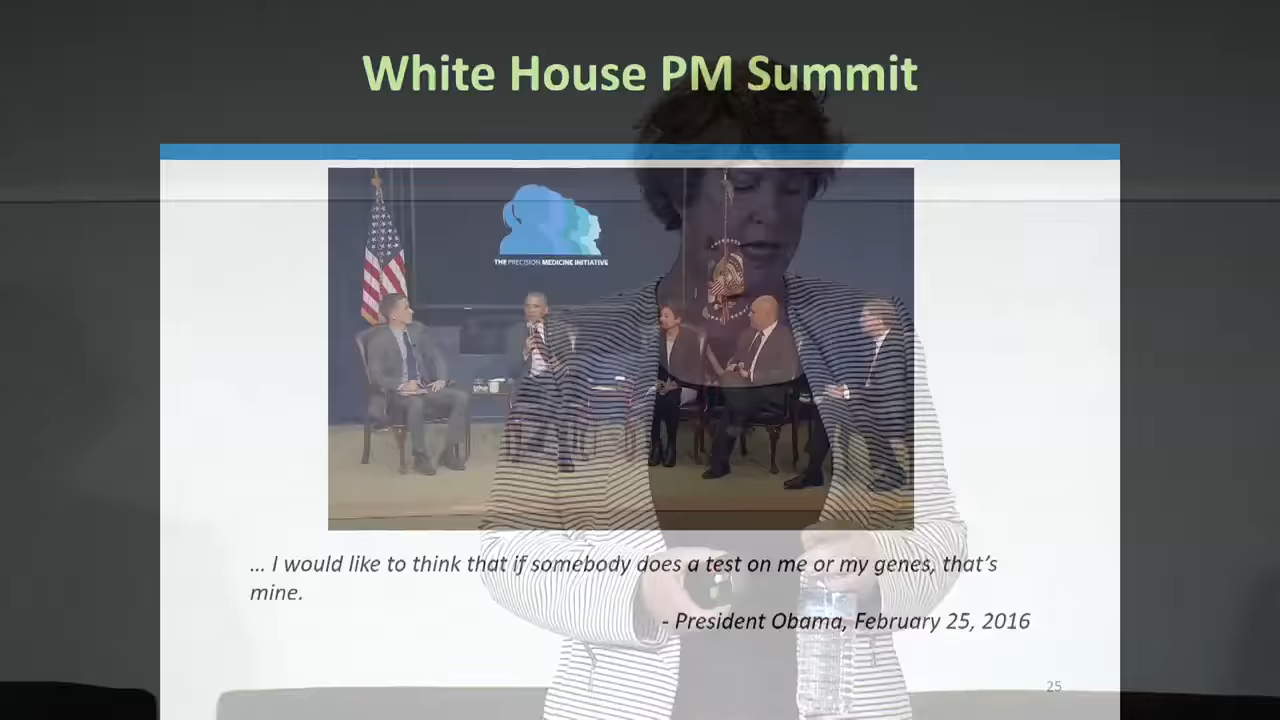 White House PM Summit
THE PRECISION MEDICINE INITIATIVE
… I would like to think that if somebody does a test on me or my genes, that’s
mine.
- President Obama, February 25, 2016
25